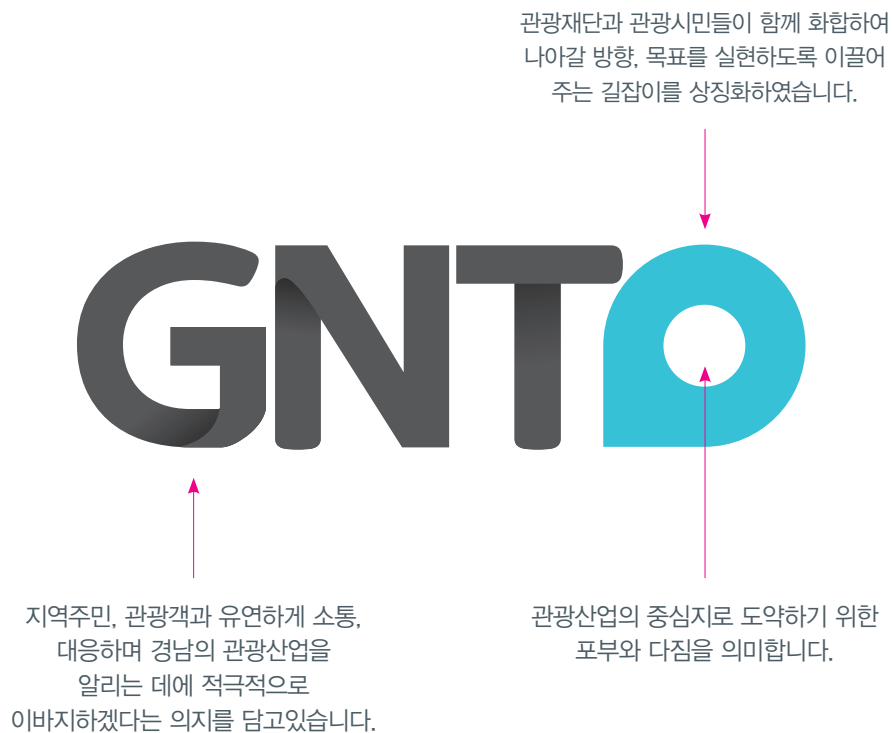 관광재단과 관광시민들이 함께 화합하여
나아갈 방향, 목표를 실현하도록 이끌어
주는 길잡이를 상징화하였습니다.
GNTO
지역주민, 관광객과 유연하게 소통,
대응하며 경남의 관광산업을
알리는 데에 적극적으로
이바지하겠다는 의지를 담고있습니다.
관광산업의 중심지로 도약하기 위한
포부와 다짐을 의미합니다.